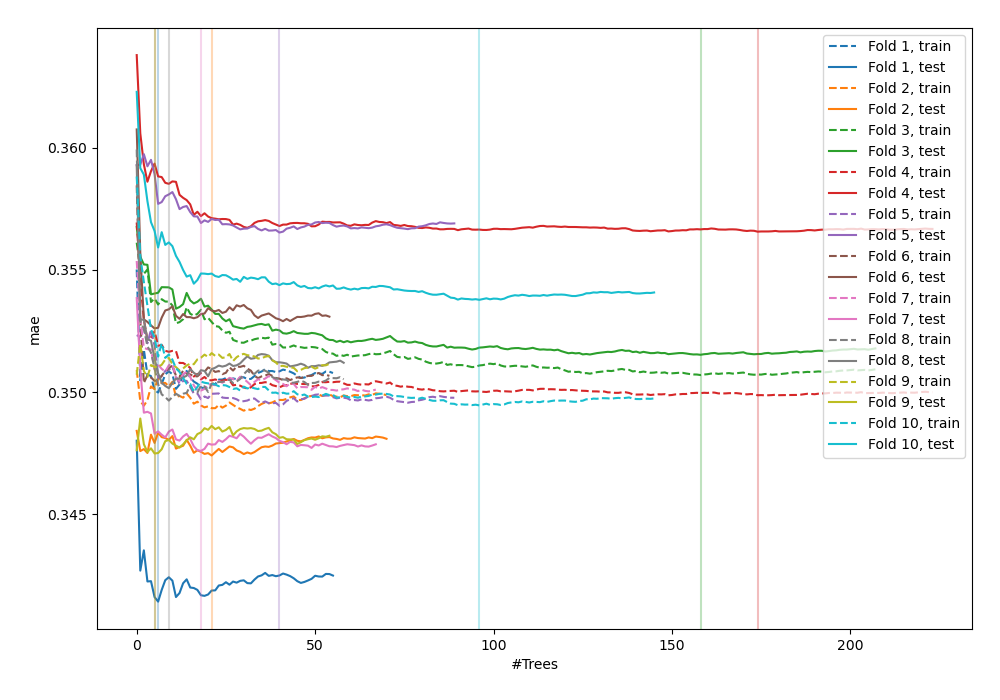 0.360
0.355
0.350
0.345
mae
0
50
100
150
200
#Trees
Fold 1, train
Fold 1, test
Fold 2, train
Fold 2, test
Fold 3, train
Fold 3, test
Fold 4, train
Fold 4, test
Fold 5, train
Fold 5, test
Fold 6, train
Fold 6, test
Fold 7, train
Fold 7, test
Fold 8, train
Fold 8, test
Fold 9, train
Fold 9, test
Fold 10, train
Fold 10, test